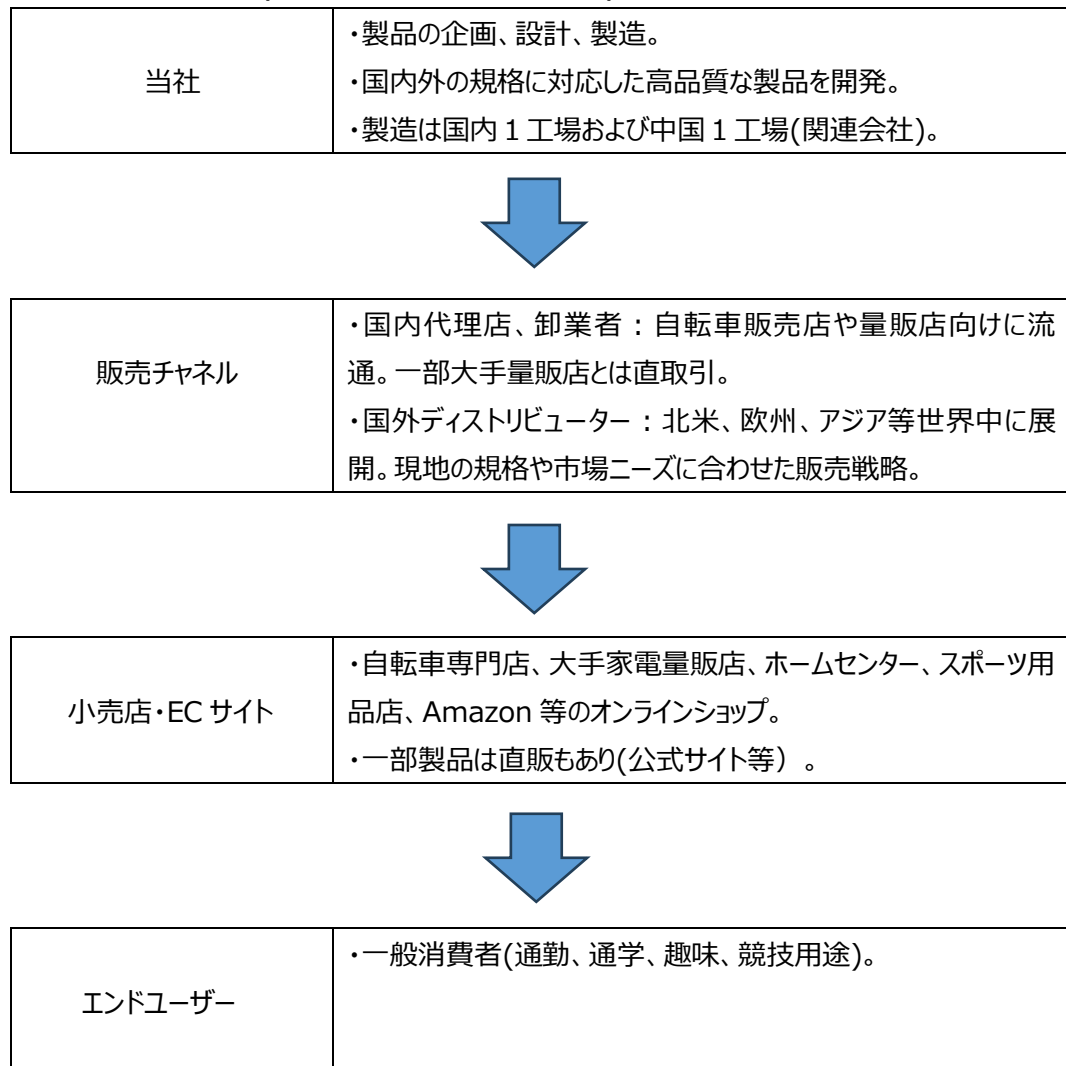 当社
・製品の企画、設計、製造。
・国内外の規格に対応した高品質な製品を開発。
・製造は国内１工場および中国１工場(関連会社)。
販売チャネル
・国内代理店、卸業者：自転車販売店や量販店向けに流
通。一部大手量販店とは直取引。
・国外ディストリビューター：北米、欧州、アジア等世界中に展
開。現地の規格や市場ニーズに合わせた販売戦略。
小売店・EC サイト
・自転車専門店、大手家電量販店、ホームセンター、スポーツ用
品店、Amazon 等のオンラインショップ。
・一部製品は直販もあり(公式サイト等）。
エンドユーザー
・一般消費者(通勤、通学、趣味、競技用途)。